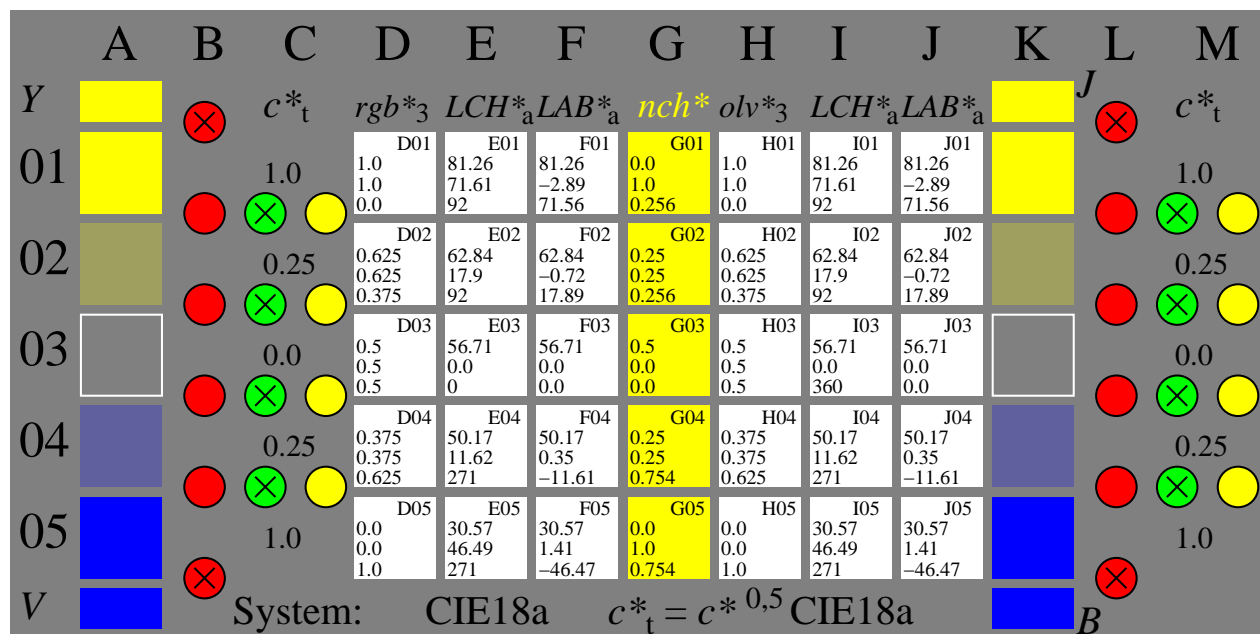 A B C D E F G H I J K L M
Y c*t rgb*3 LCH*a LAB*a nch* olv*3 LCH*a LAB*a J c*t
01 1.0 1.0
D01 E01 F01 G01 H01 I01 J01
1.0 81.26 81.26 0.0 1.0 81.26 81.26
1.0 71.61 −2.89 1.0 1.0 71.61 −2.89
0.0 92 71.56 0.256 0.0 92 71.56
02 0.25 0.25
D02 E02 F02 G02 H02 I02 J02
0.625 62.84 62.84 0.25 0.625 62.84 62.84
0.625 17.9 −0.72 0.25 0.625 17.9 −0.72
0.375 92 17.89 0.256 0.375 92 17.89
03 0.0 0.0
D03 E03 F03 G03 H03 I03 J03
0.5 56.71 56.71 0.5 0.5 56.71 56.71
0.5 0.0 0.0 0.0 0.5 0.0 0.0
0.5 0 0.0 0.0 0.5 360 0.0
04 0.25 0.25
D04 E04 F04 G04 H04 I04 J04
0.375 50.17 50.17 0.25 0.375 50.17 50.17
0.375 11.62 0.35 0.25 0.375 11.62 0.35
0.625 271 −11.61 0.754 0.625 271 −11.61
05 1.0 1.0
D05 E05 F05 G05 H05 I05 J05
0.0 30.57 30.57 0.0 0.0 30.57 30.57
0.0 46.49 1.41 1.0 0.0 46.49 1.41
1.0 271 −46.47 0.754 1.0 271 −46.47
V System: CIE18a c*t = c* 0,5 CIE18a B